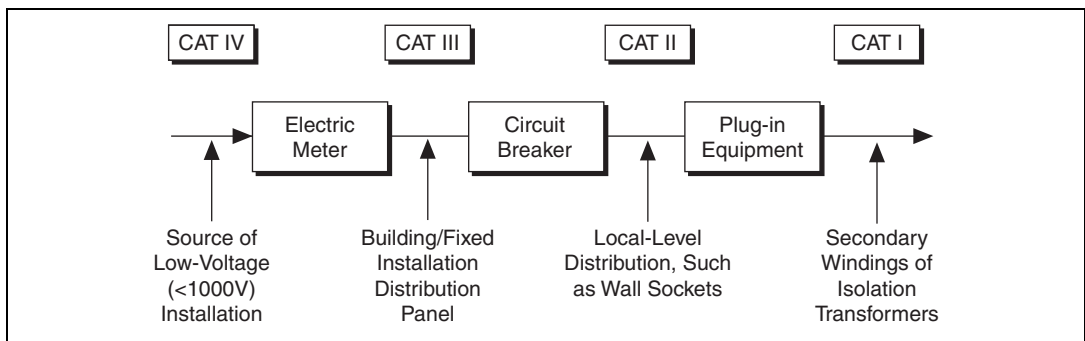 CAT IV
CAT III
CAT II
CAT I
Electric
Meter
Circuit
Breaker
Plug-in
Equipment
Source of
Low-Voltage
(<1000V)
Installation
Building/Fixed
Installation
Distribution
Panel
Local-Level
Distribution, Such
as Wall Sockets
Secondary
Windings of
Isolation
Transformers